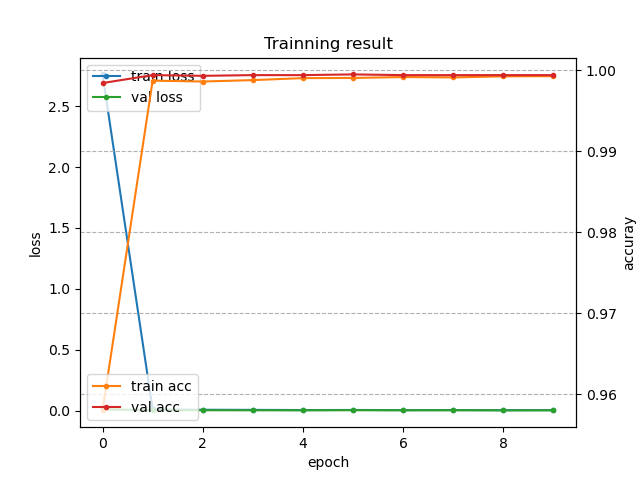 Trainning result
train loss
val loss
train acc
val acc
loss
2.5
2.0
1.5
1.0
0.5
0.0
accuray
1.00
0.99
0.98
0.97
0.96
0 2 4 6 8
epoch